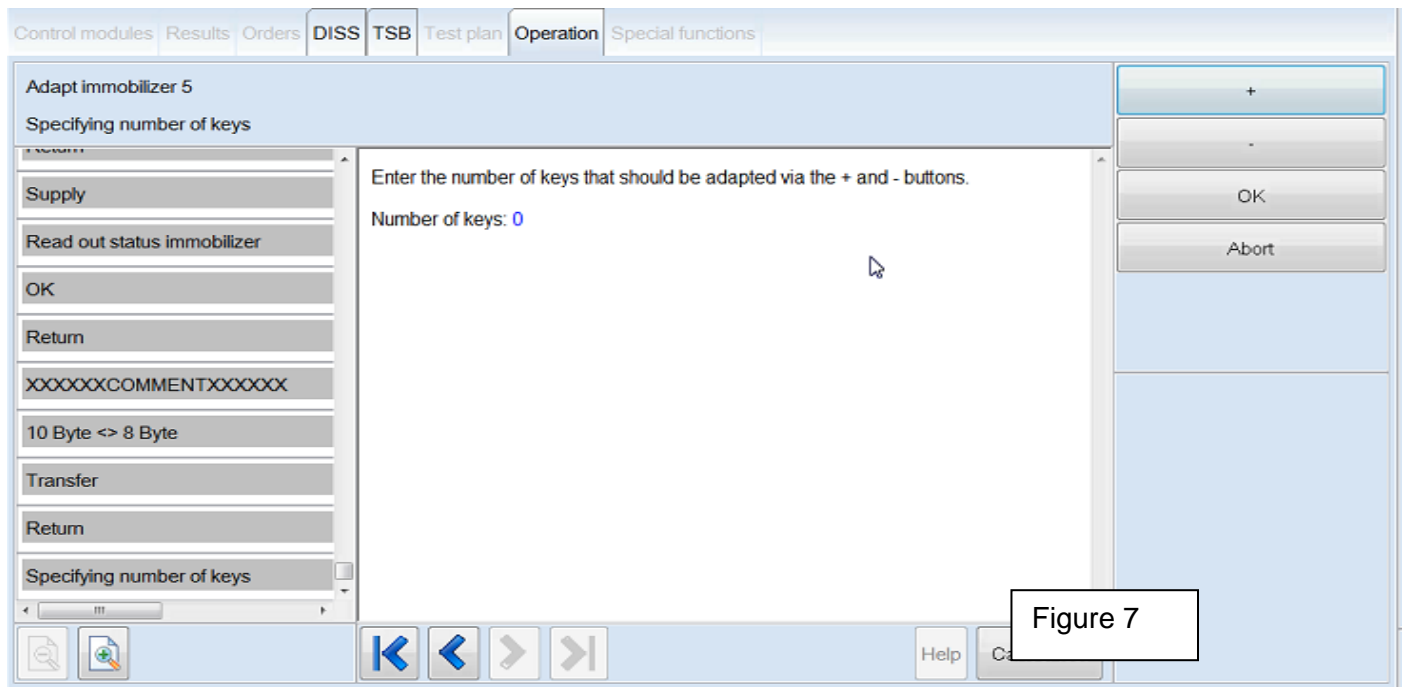 Control modules Results Orders DISS TSB Test plan Operation Special functions
Adapt immobilizer 5
Specifying number of keys
+
-
OK
Abort
Return
Supply
Read out status immobilizer
OK
Return
XXXXXXCOMMENTXXXXXX
10 Byte <> 8 Byte
Transfer
Return
Specifying number of keys
Enter the number of keys that should be adapted via the + and - buttons.
Number of keys: 0
Help
Figure 7